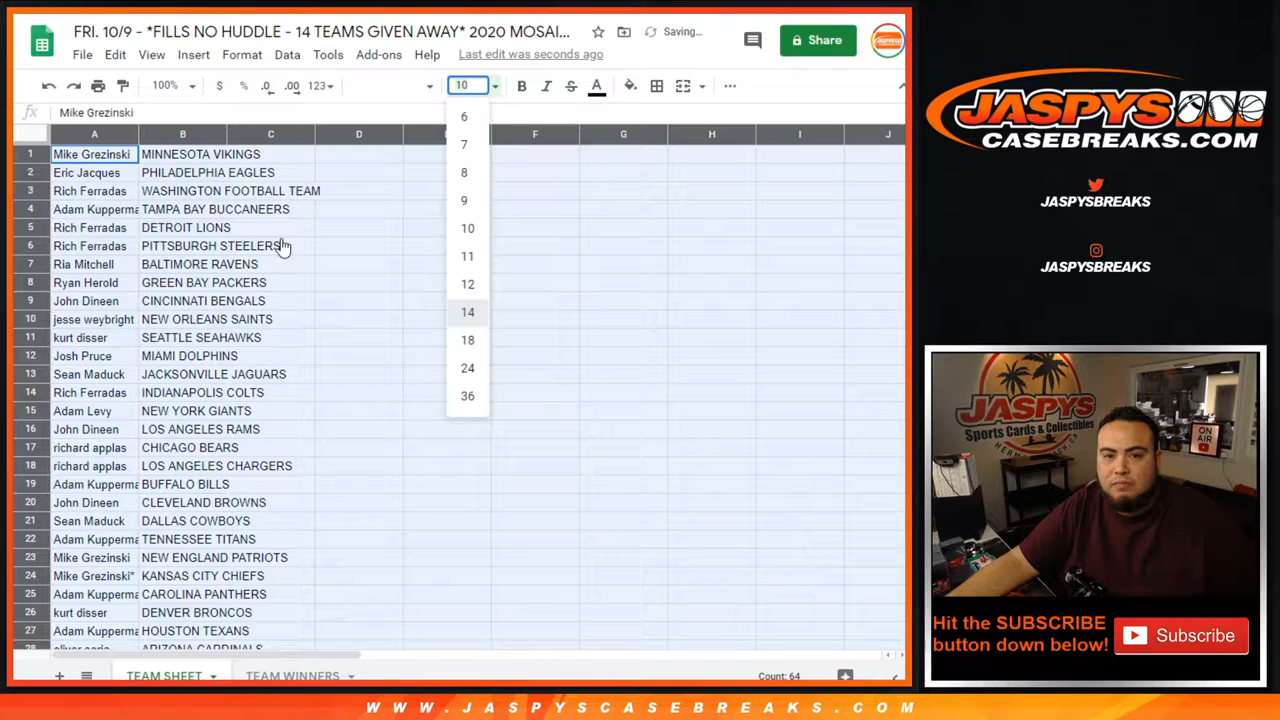 FRI. 10/9 - *FILLS NO HUDDLE - 14 TEAMS GIVEN AWAY* 2020 MOSAI...
Saving...
File Edit View Insert Format Data Tools Add-ons Help Last edit was seconds ago
Share
100% $ % .0 .00 123 10 B I S A
fx Mike Grezinski
A B C D F G H I J
1 Mike Grezinski MINNESOTA VIKINGS
2 Eric Jacques PHILADELPHIA EAGLES
3 Rich Ferradas WASHINGTON FOOTBALL TEAM
4 Adam Kupperma TAMPA BAY BUCCANEERS
5 Rich Ferradas DETROIT LIONS
6 Rich Ferradas PITTSBURGH STEELERS
7 Ria Mitchell BALTIMORE RAVENS
8 Ryan Herold GREEN BAY PACKERS
9 John Dineen CINCINNATI BENGALS
10 jesse weybright NEW ORLEANS SAINTS
11 kurt disser SEATTLE SEAHAWKS
12 Josh Pruce MIAMI DOLPHINS
13 Sean Maduck JACKSONVILLE JAGUARS
14 Rich Ferradas INDIANAPOLIS COLTS
15 Adam Levy NEW YORK GIANTS
16 John Dineen LOS ANGELES RAMS
17 richard applas CHICAGO BEARS
18 richard applas LOS ANGELES CHARGERS
19 Adam Kupperma BUFFALO BILLS
20 John Dineen CLEVELAND BROWNS
21 Sean Maduck DALLAS COWBOYS
22 Adam Kupperma TENNESSEE TITANS
23 Mike Grezinski NEW ENGLAND PATRIOTS
24 Mike Grezinski* KANSAS CITY CHIEFS
25 Adam Kupperma CAROLINA PANTHERS
26 kurt disser DENVER BRONCOS
27 Adam Kupperma HOUSTON TEXANS
28 ARIZONA CARDINALS
6
7
8
9
10
11
12
14
18
24
36
TEAM SHEET TEAM WINNERS Count: 64
JASPYS
CASEBREAKS.COM
JASPYSBREAKS
JASPYSBREAKS
JASPYS
Sports Cards & Collectibles
ON
AIR
Hit the SUBSCRIBE
button down below!
Subscribe
WWW.JASPYSCASEBREAKS.COM